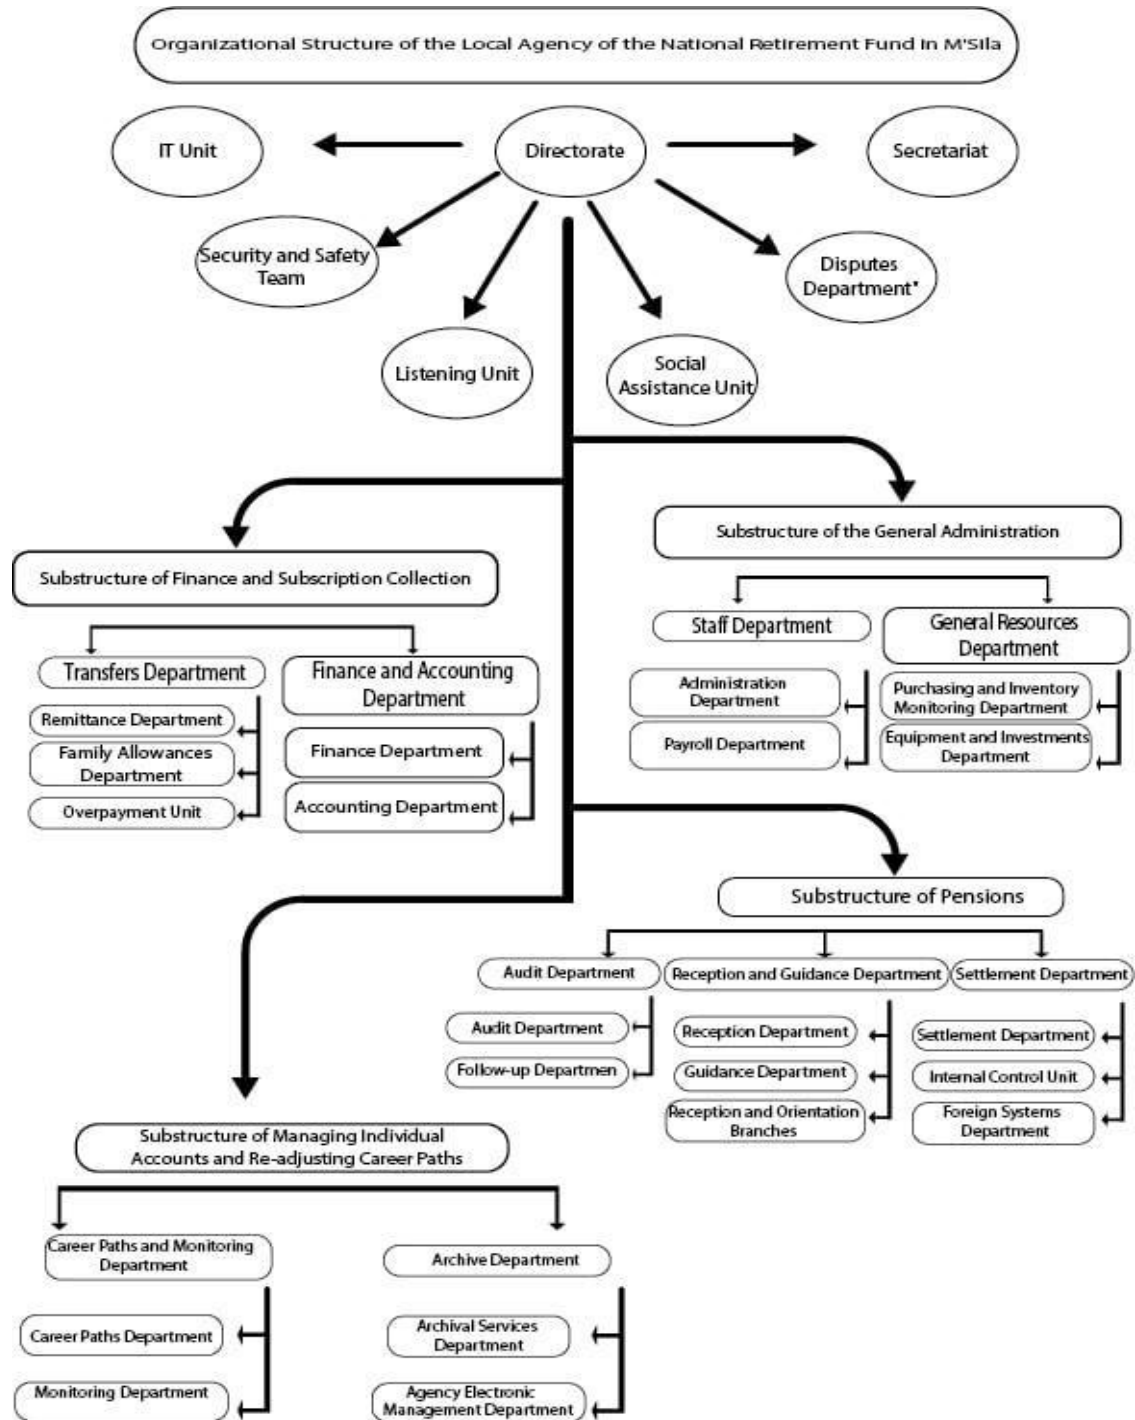 Organizational Structure of the Local Agency of the National Retirement Fund in M'Sila
IT Unit
Directorate
Secretariat
Security and Safety
Team
Disputes
Department"
Listening Unit
Social
Assistance Unit
Substructure of the General Administration
Substructure of Finance and Subscription Collection
Staff Department
General Resources
Department
Transfers Department
Finance and Accounting
Department
Administration
Department
Purchasing and Inventory
Monitoring Department
Remittance Department
Family Allowances
Department
Finance Department
Payroll Department
Equipment and Investments
Department
Overpayment Unit
Accounting Department
Substructure of Pensions
Audit Department
Reception and Guidance Department
Settlement Department
Audit Department
Reception Department
Settlement Department
Follow-up Departmen
Guidance Department
Internal Control Unit
Reception and Orientation
Branches
Foreign Systems
Department
Substructure of Managing Individual
Accounts and Re-adjusting Career Paths
Career Paths and Monitoring
Department
Archive Department
Career Paths Department
Archival Services
Department
Monitoring Department
Agency Electronic
Management Department